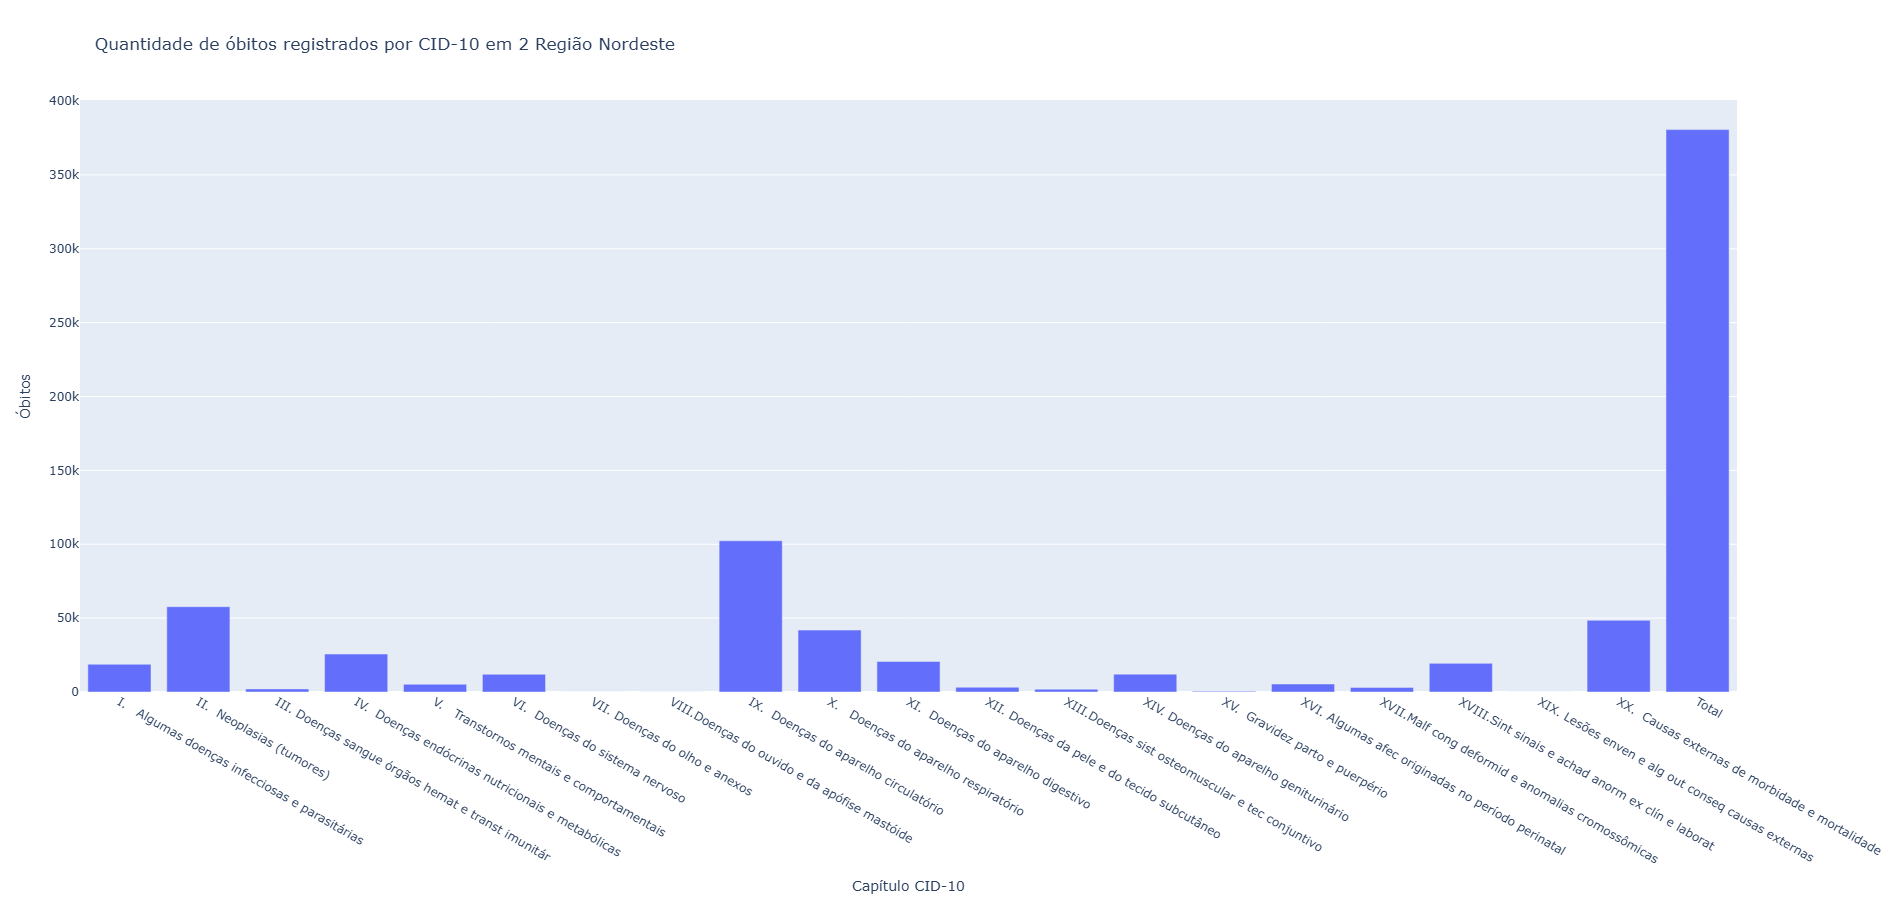 Quantidade de óbitos registrados por CID-10 em 2 Região Nordeste
400k
350k
300k
250k
200k
150k
100k
50k
0
Óbitos
I.   Algumas doenças infecciosas e parasitárias
II.  Neoplasias (tumores)
III. Doenças sangue órgãos hemat e transt imunitár
IV.  Doenças endócrinas nutricionais e metabólicas
V.   Transtornos mentais e comportamentais
VI.  Doenças do sistema nervoso
VII. Doenças do olho e anexos
VIII.Doenças do ouvido e da apófise mastóide
IX.  Doenças do aparelho circulatório
X.   Doenças do aparelho respiratório
XI.  Doenças do aparelho digestivo
XII. Doenças da pele e do tecido subcutâneo
XIII.Doenças sist osteomuscular e tec conjuntivo
XIV. Doenças do aparelho geniturinário
XV.  Gravidez parto e puerpério
XVI. Algumas afec originadas no período perinatal
XVII.Malf cong deformid e anomalias cromossômicas
XVIII.Sint sinais e achad anorm ex clín e laborat
XIX. Lesões enven e alg out conseq causas externas
XX.  Causas externas de morbidade e mortalidade
Total
Capítulo CID-10